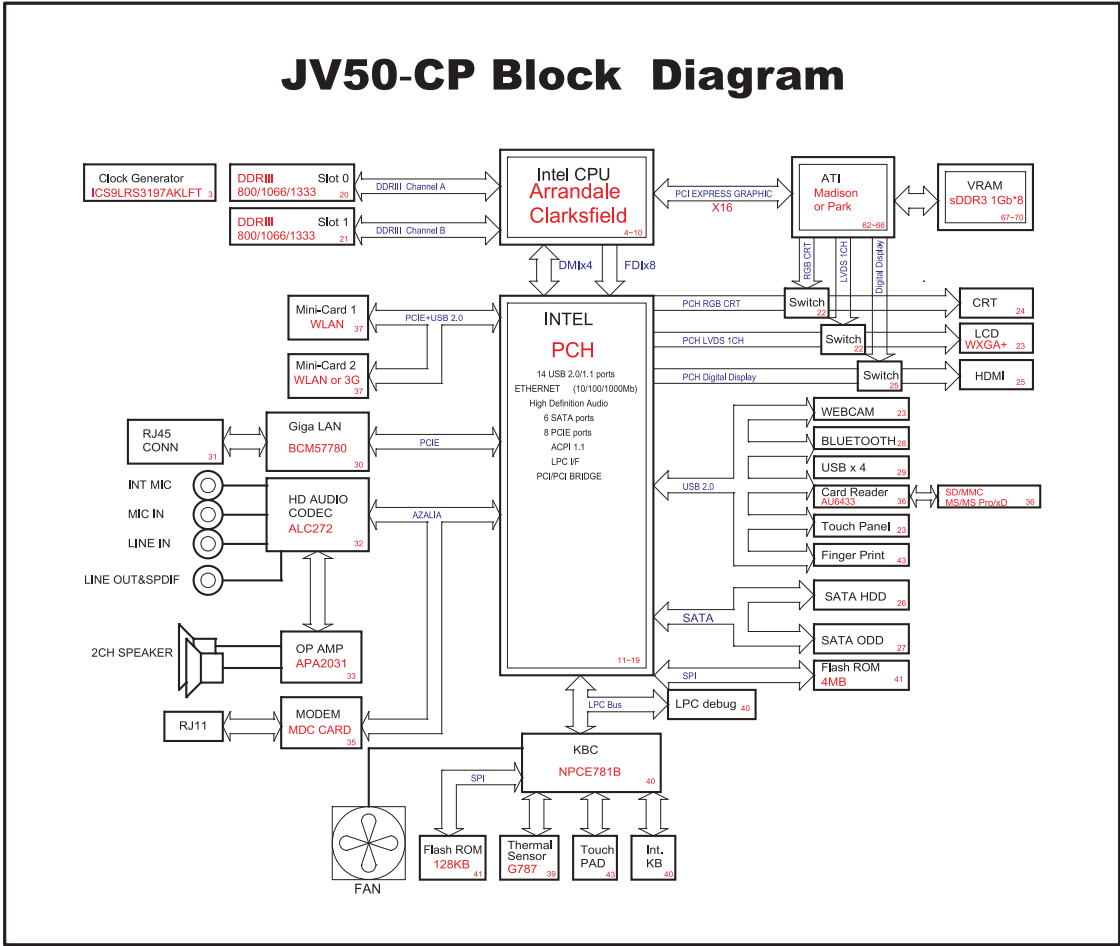 JV50-CP Block Diagram
Clock Generator
ICS9LRS3197AKLFT 3
DDRIII Slot 0
800/1066/1333 20
DDRIII Slot 1
800/1066/1333 21
DDRIII Channel A
DDRIII Channel B
Intel CPU
Arrandale
Clarksfield
4~10
PCI EXPRESS GRAPHIC
X16
ATI
Madison
or Park
62~66
VRAM
sDDR3 1Gb*8
67~70
DMIx4
FDIx8
RGB CRT
LVDS 1CH
Digital Display
Mini-Card 1
WLAN
37
PCIE+USB 2.0
Mini-Card 2
WLAN or 3G
37
INTEL
PCH
14 USB 2.0/1.1 ports
ETHERNET (10/100/1000Mb)
High Definition Audio
6 SATA ports
8 PCIE ports
ACPI 1.1
LPC I/F
PCI/PCI BRIDGE
11~19
PCH RGB CRT
Switch
22
CRT
24
PCH LVDS 1CH
Switch
22
LCD
WXGA+ 23
PCH Digital Display
Switch
25
HDMI
25
RJ45
CONN
31
Giga LAN
BCM57780
30
PCIE
INT MIC
MIC IN
LINE IN
LINE OUT&SPDIF
HD AUDIO
CODEC
ALC272
32
AZALIA
USB 2.0
WEBCAM
23
BLUETOOTH
28
USB x 4
29
Card Reader
AU6433 36
SD/MMC
MS/MS Pro/xD 36
Touch Panel
23
Finger Print
43
SATA
SATA HDD
26
SATA ODD
27
SPI
Flash ROM
4MB 41
2CH SPEAKER
OP AMP
APA2031
33
RJ11
MODEM
MDC CARD
35
LPC Bus
LPC debug 40
KBC
NPCE781B
40
SPI
FAN
Flash ROM
128KB
41
Thermal
Sensor
G787
39
Touch
PAD
43
Int.
KB
40